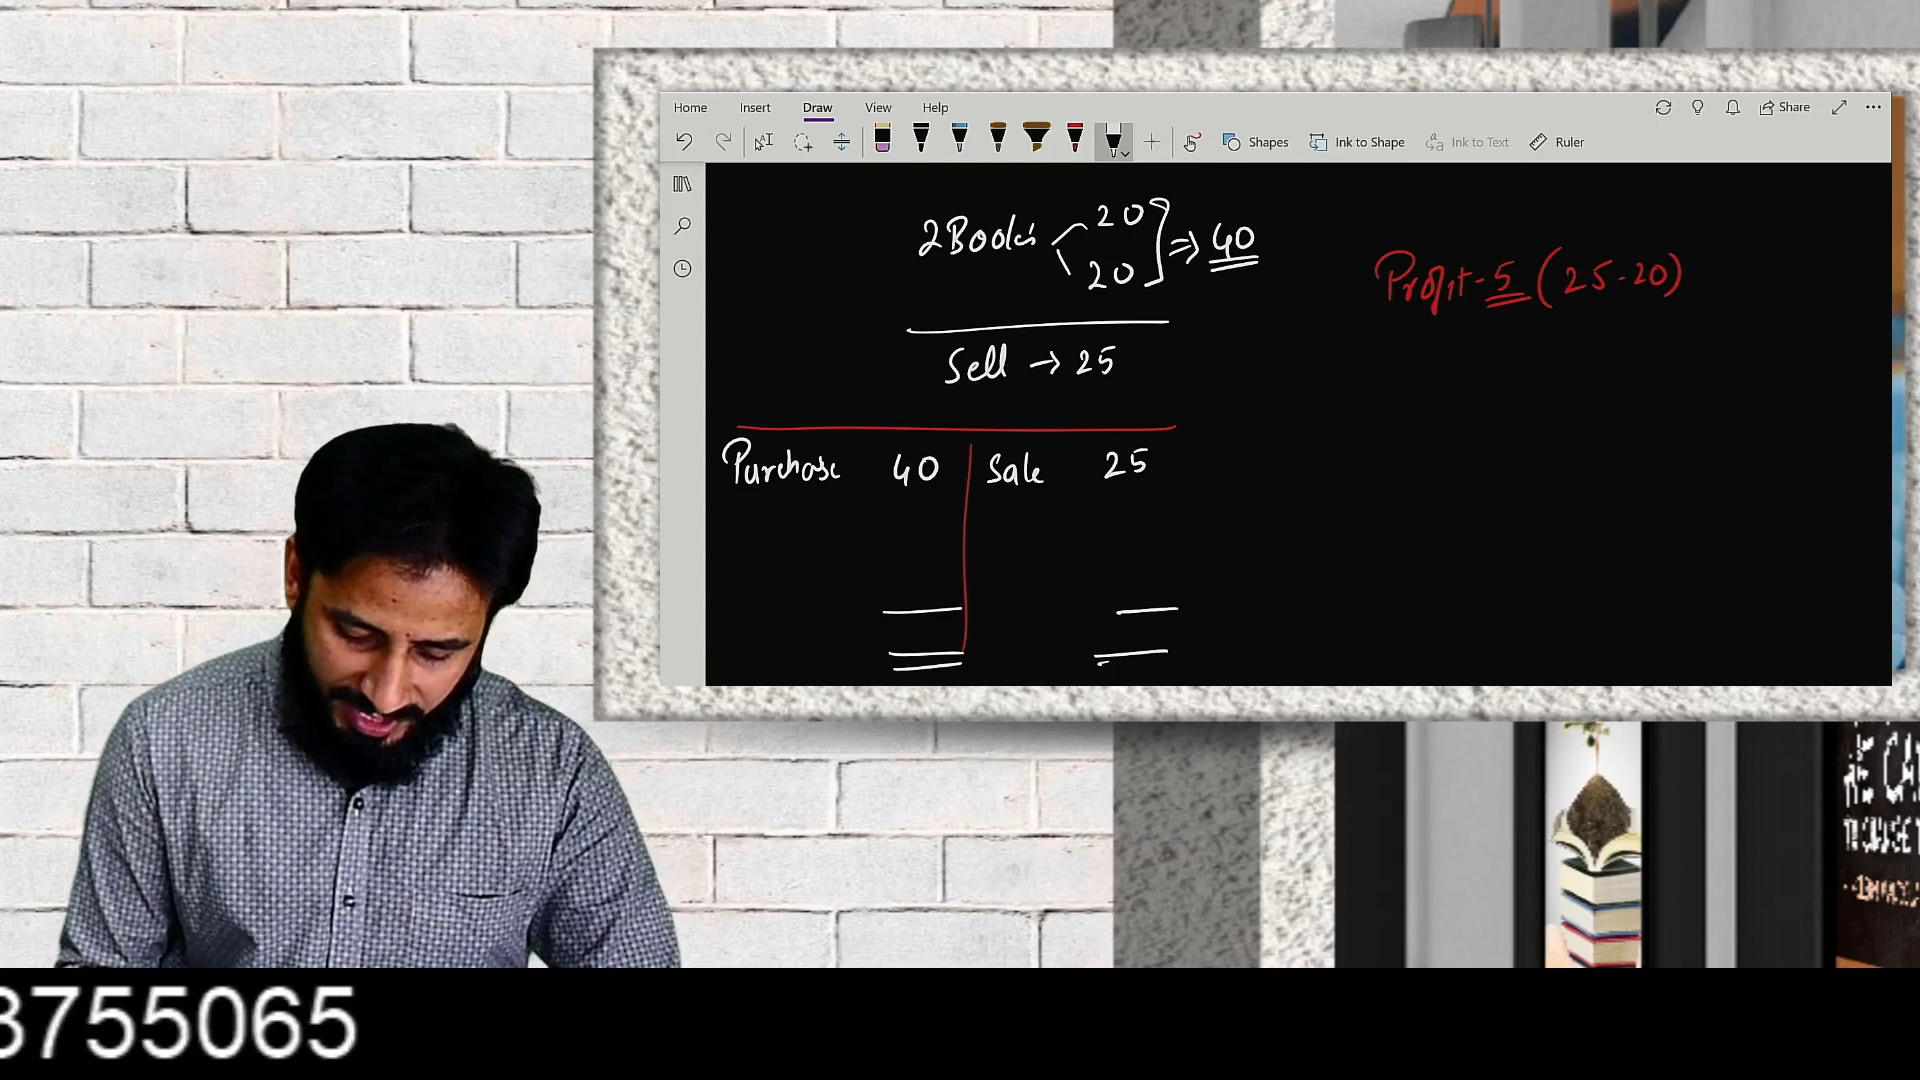 Home Insert Draw View Help Share
Shapes Ink to Shape Ink to Text Ruler
2 Books 20
20 ⇒ 40
Profit - 5 (25-20)
Sell → 25
Purchase 40 Sale 25
3755065